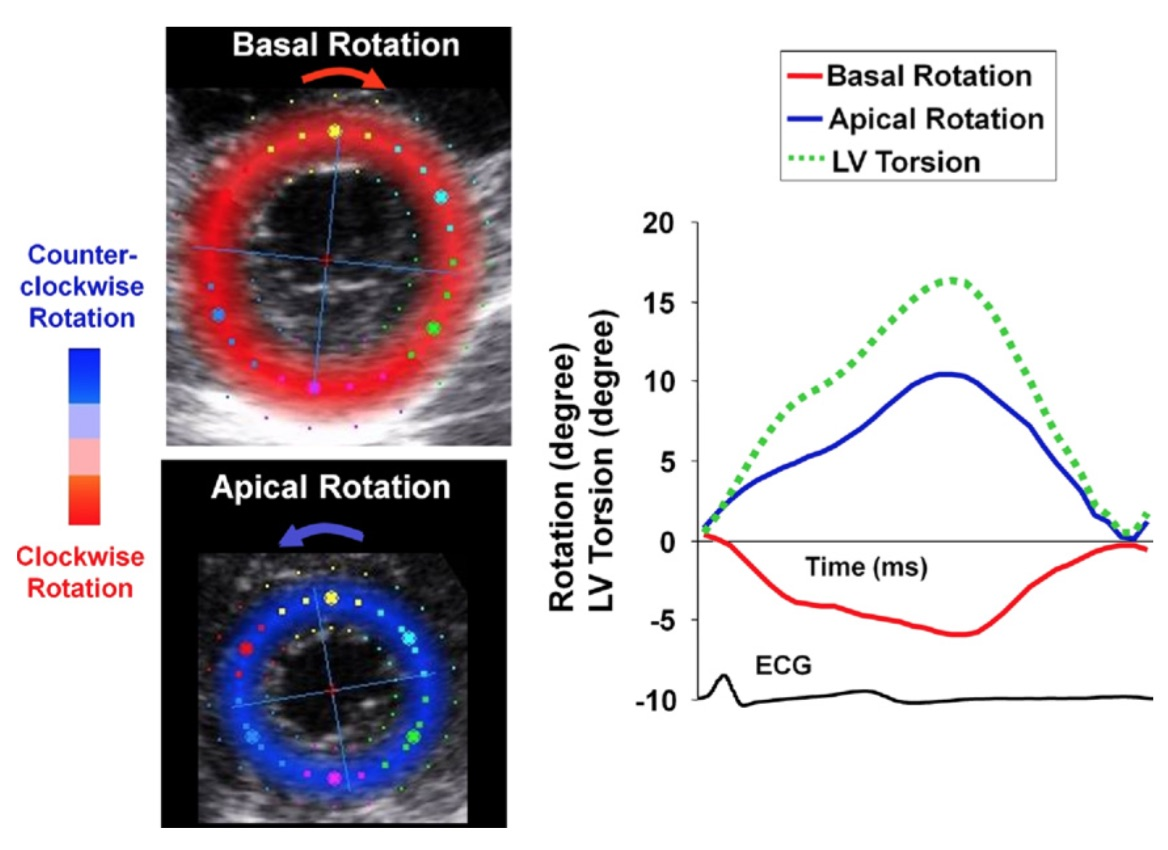 Basal Rotation
Counter-
clockwise
Rotation
Clockwise
Rotation
Apical Rotation
Basal Rotation
Apical Rotation
LV Torsion
Rotation (degree)
LV Torsion (degree)
20
15
10
5
0
-5
-10
Time (ms)
ECG